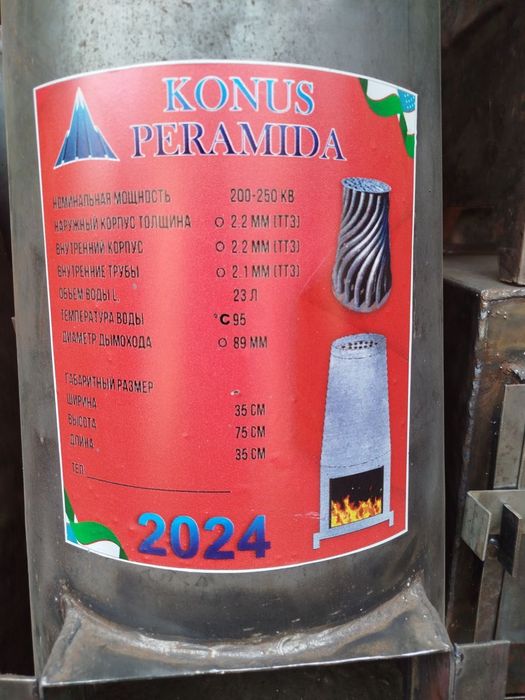 KONUS
PERAMIDA
НОМИНАЛЬНАЯ МОЩНОСТЬ 200-250 КВ
НАРУЖНЫЙ КОРПУС ТОЛЩИНА 2.2 ММ (ТТЗ)
ВНУТРЕННИЙ КОРПУС 2.2 ММ (ТТЗ)
ВНУТРЕННИЕ ТРУБЫ 2.1 ММ (ТТЗ)
ОБЪЕМ ВОДЫ L. 23 Л
ТЕМПЕРАТУРА ВОДЫ °C 95
ДИАМЕТР ДЫМОХОДА 89 ММ
ГАБАРИТНЫЙ РАЗМЕР
ШИРИНА 35 СМ
ВЫСОТА 75 СМ
ДЛИНА 35 СМ
ТЕЛ
2024